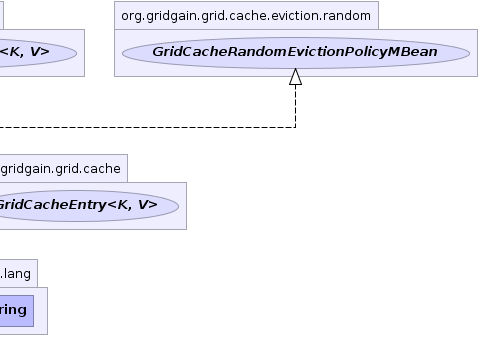 org.gridgain.grid.cache.eviction.random
<K, V>
GridCacheRandomEvictionPolicyMBean
gridgain.grid.cache
GridCacheEntry<K, V>
.lang
ring